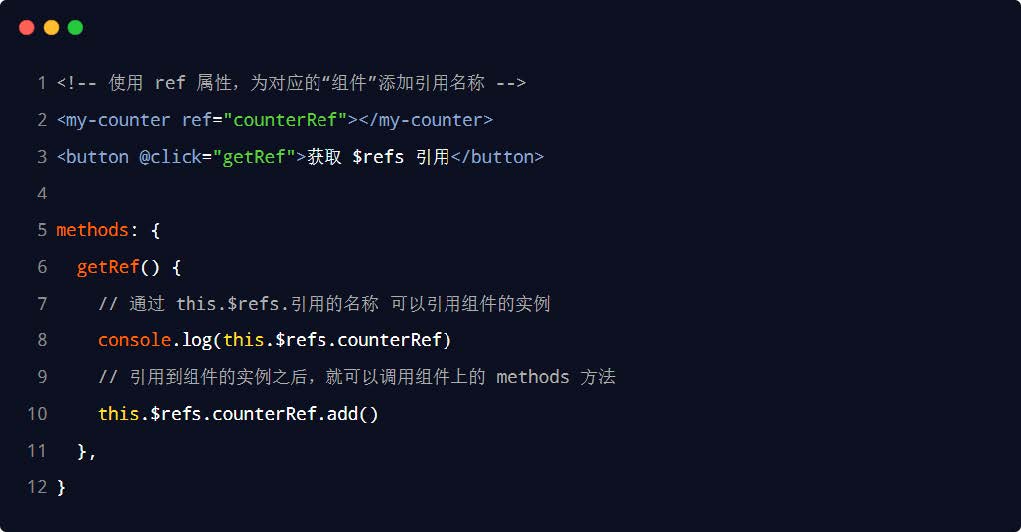 1 <!-- 使用 ref 属性，为对应的“组件”添加引用名称 -->
2 <my-counter ref="counterRef"></my-counter>
3 <button @click="getRef">获取 $refs 引用</button>
4
5 methods: {
6   getRef() {
7     // 通过 this.$refs.引用的名称 可以引用组件的实例
8     console.log(this.$refs.counterRef)
9     // 引用到组件的实例之后，就可以调用组件上的 methods 方法
10     this.$refs.counterRef.add()
11   },
12 }